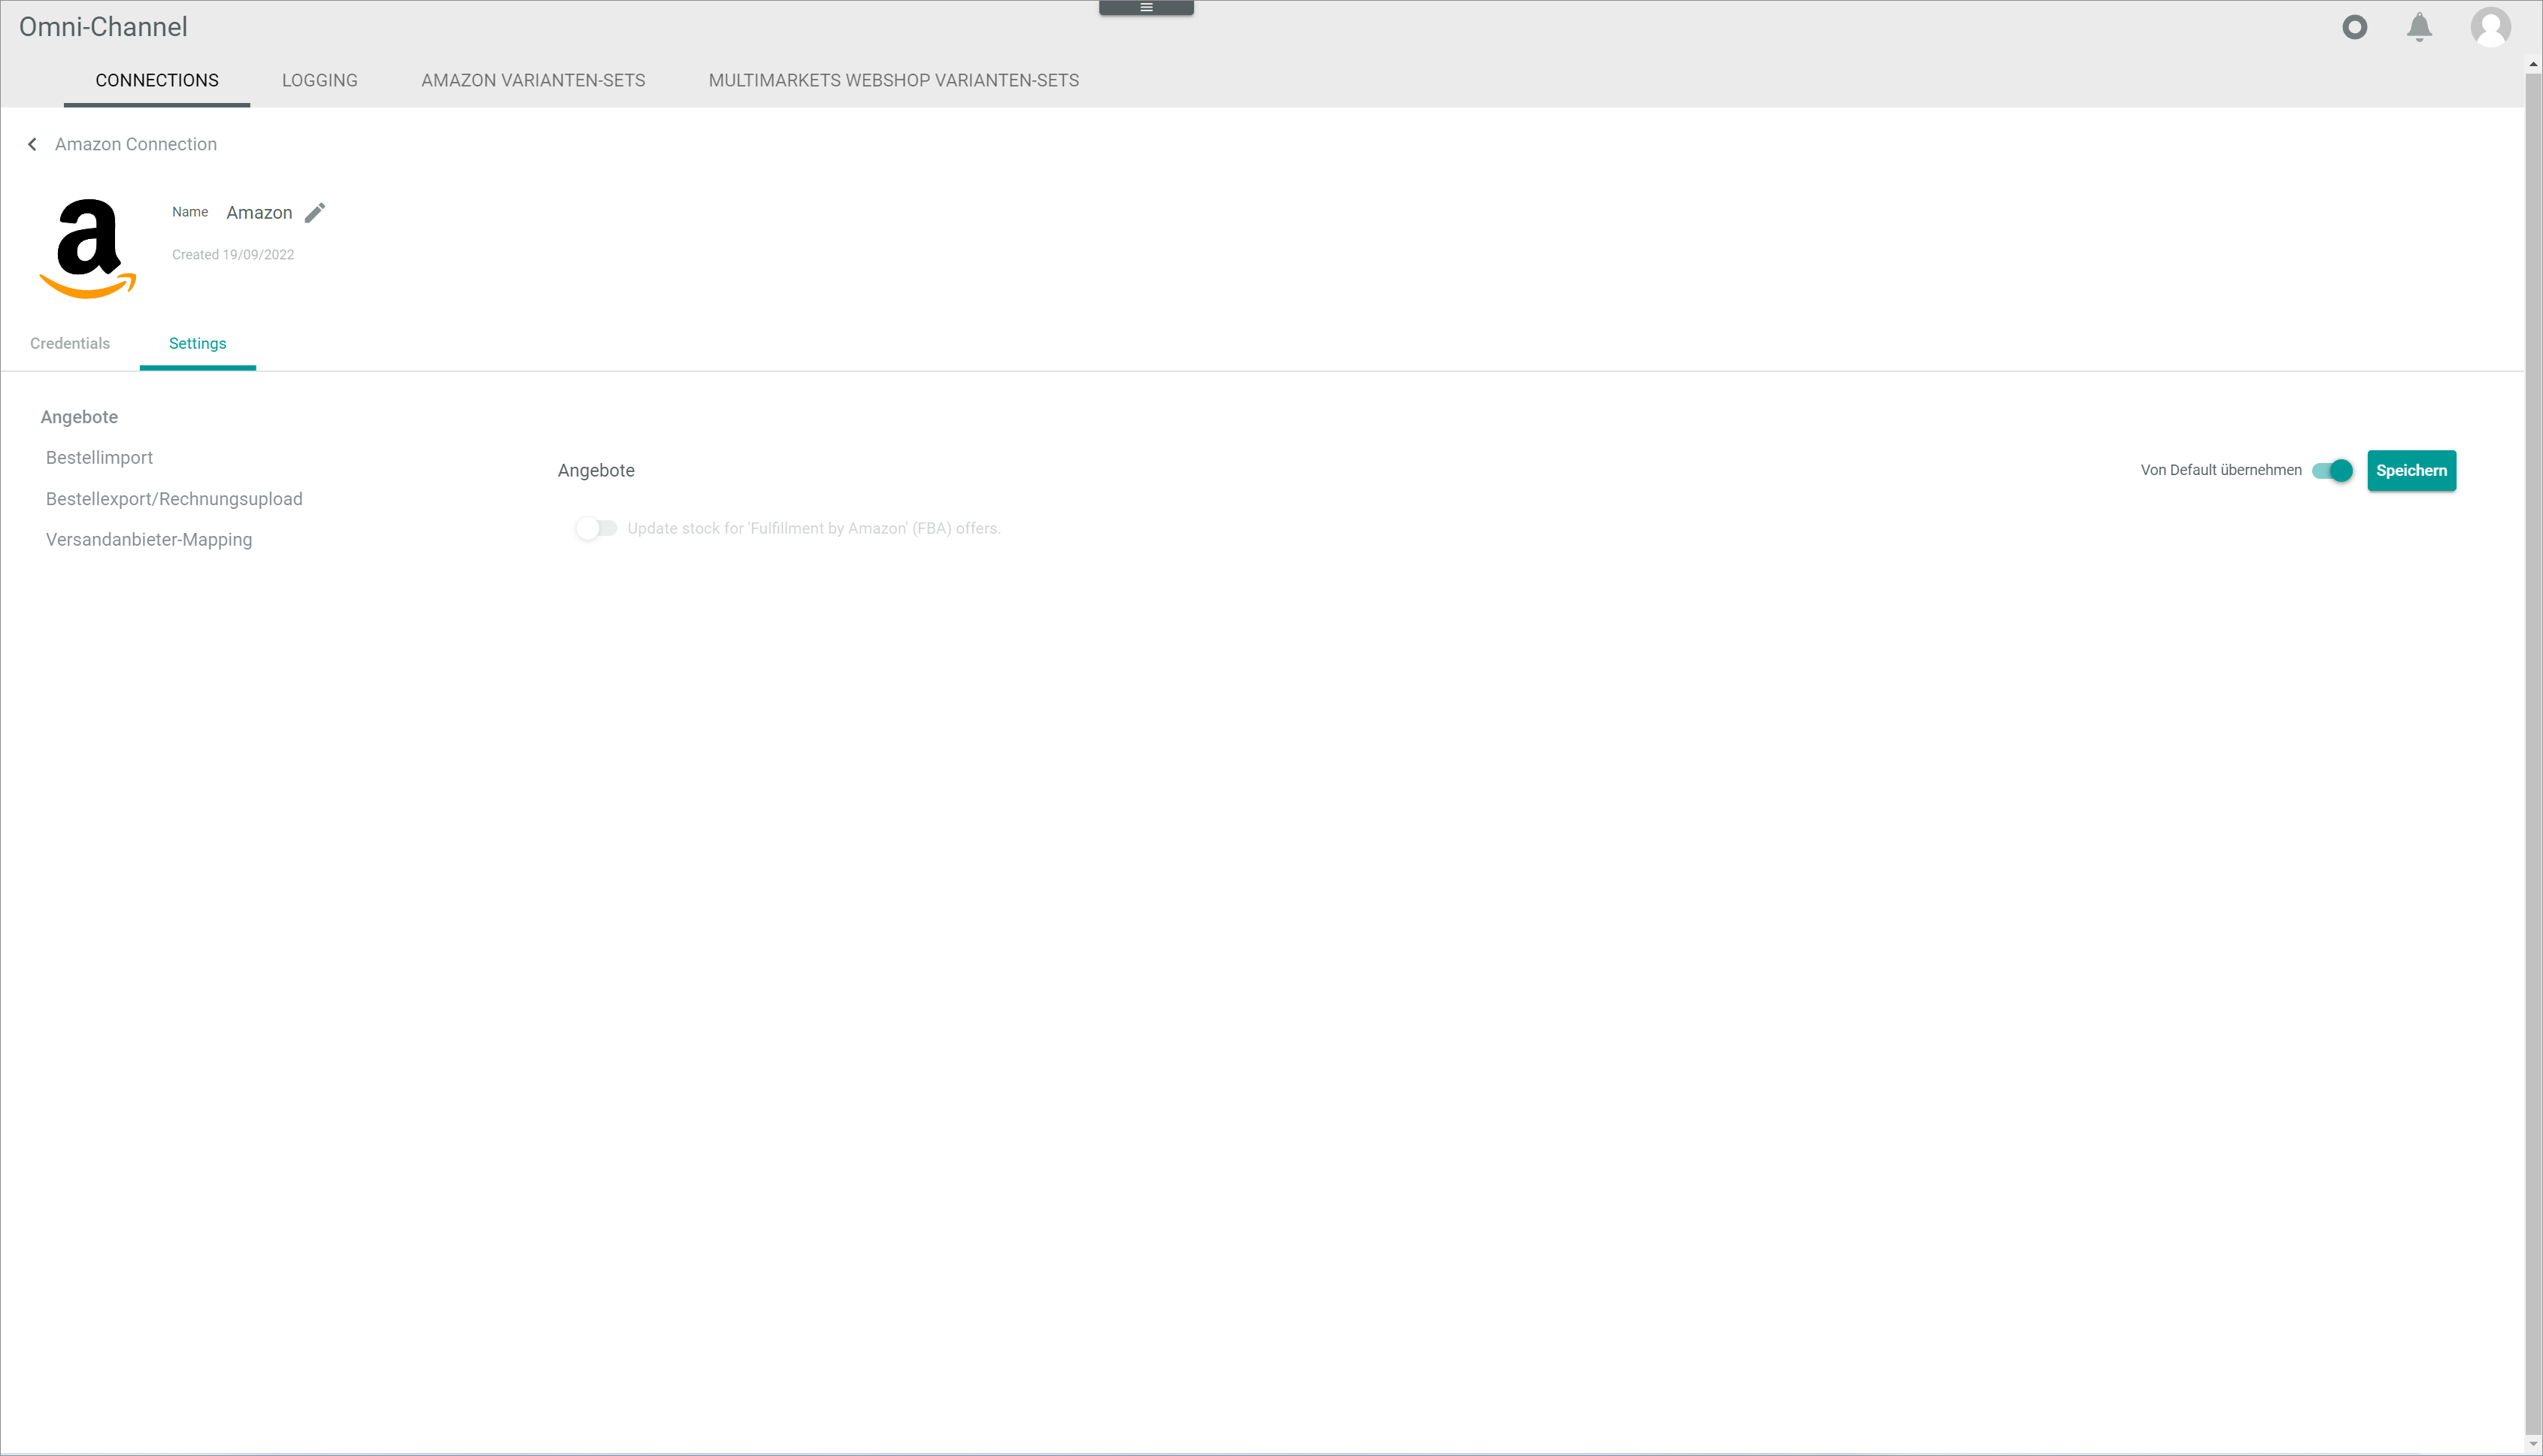 Omni-Channel
CONNECTIONS LOGGING AMAZON VARIANTEN-SETS MULTIMARKETS WEBSHOP VARIANTEN-SETS
Amazon Connection
Name Amazon
Created 19/09/2022
Credentials Settings
Angebote
Bestellimport
Bestellexport/Rechnungsupload
Versandanbieter-Mapping
Angebote Von Default übernehmen Speichern
Update stock for 'Fulfillment by Amazon' (FBA) offers.